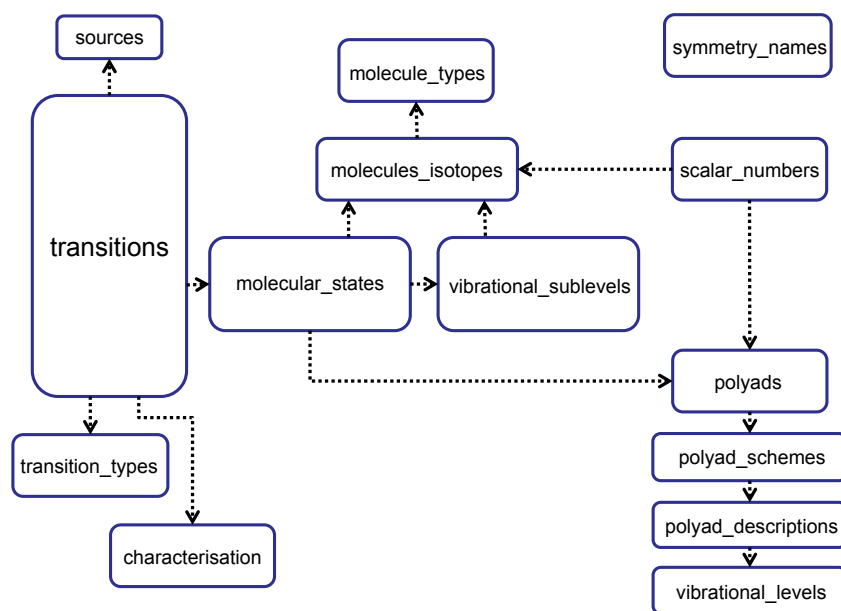 sources
symmetry_names
molecule_types
molecules_isotopes
scalar_numbers
transitions
molecular_states
vibrational_sublevels
polyads
transition_types
polyad_schemes
polyad_descriptions
characterisation
vibrational_levels